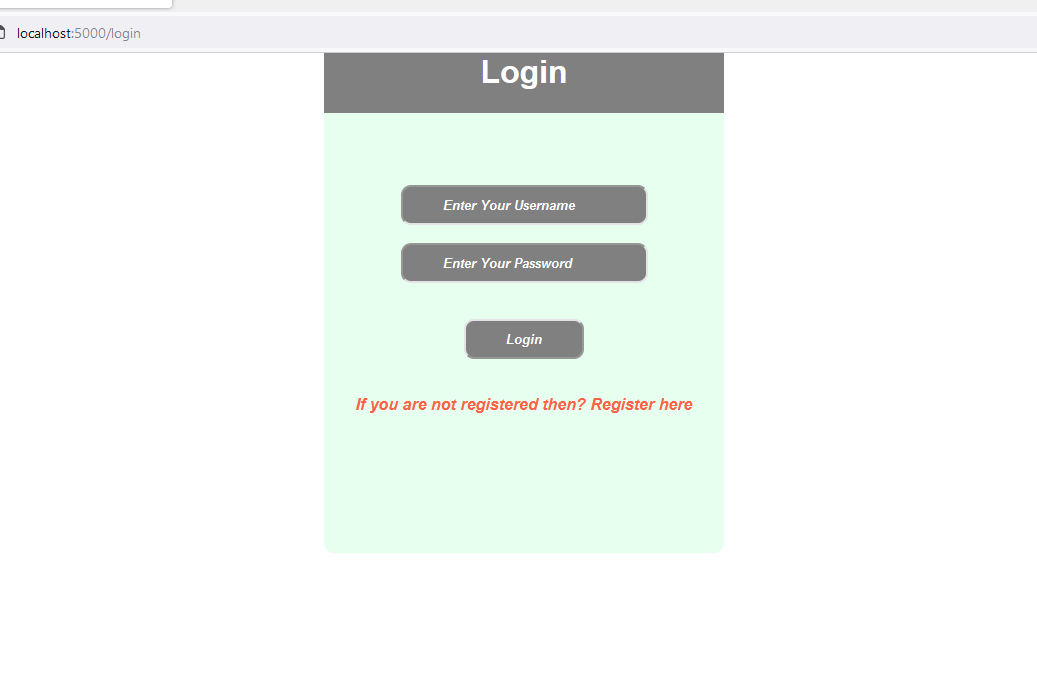 localhost:5000/login
Login
Enter Your Username
Enter Your Password
Login
If you are not registered then? Register here